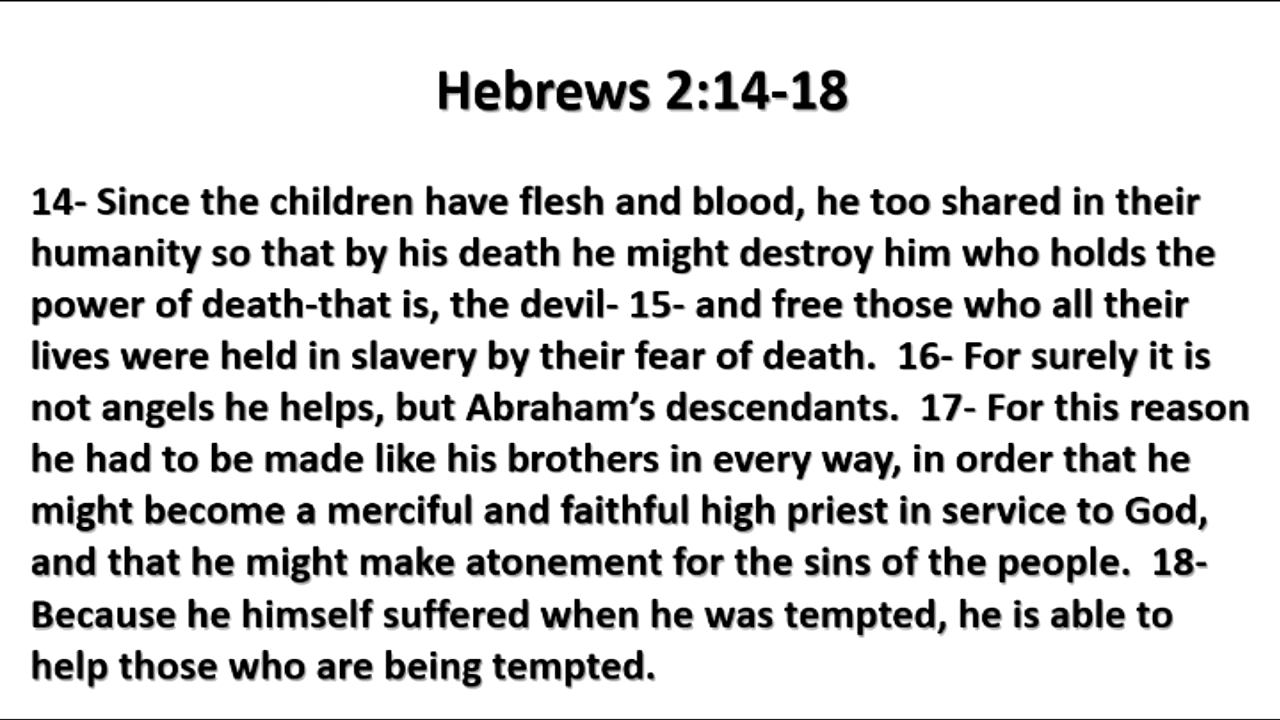 Hebrews 2:14-18
14- Since the children have flesh and blood, he too shared in their
humanity so that by his death he might destroy him who holds the
power of death-that is, the devil- 15- and free those who all their
lives were held in slavery by their fear of death.  16- For surely it is
not angels he helps, but Abraham’s descendants.  17- For this reason
he had to be made like his brothers in every way, in order that he
might become a merciful and faithful high priest in service to God,
and that he might make atonement for the sins of the people.  18-
Because he himself suffered when he was tempted, he is able to
help those who are being tempted.